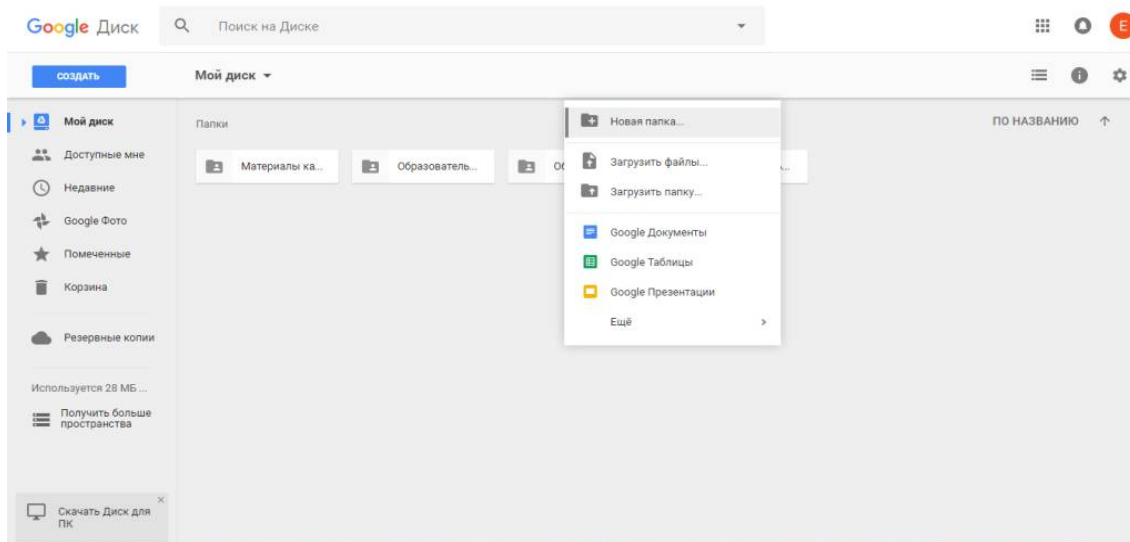 Google Диск
Поиск на Диске
E
СОЗДАТЬ
Мой диск
Мой диск
Доступные мне
Недавние
Google Фото
Помеченные
Корзина
Резервные копии
Используется 28 МБ ...
Получить больше
пространства
Скачать Диск для
ПК
Папки
ПО НАЗВАНИЮ
Материалы ка...
Образователь...
Новая папка...
Загрузить файлы...
Загрузить папку...
Google Документы
Google Таблицы
Google Презентации
Ещё